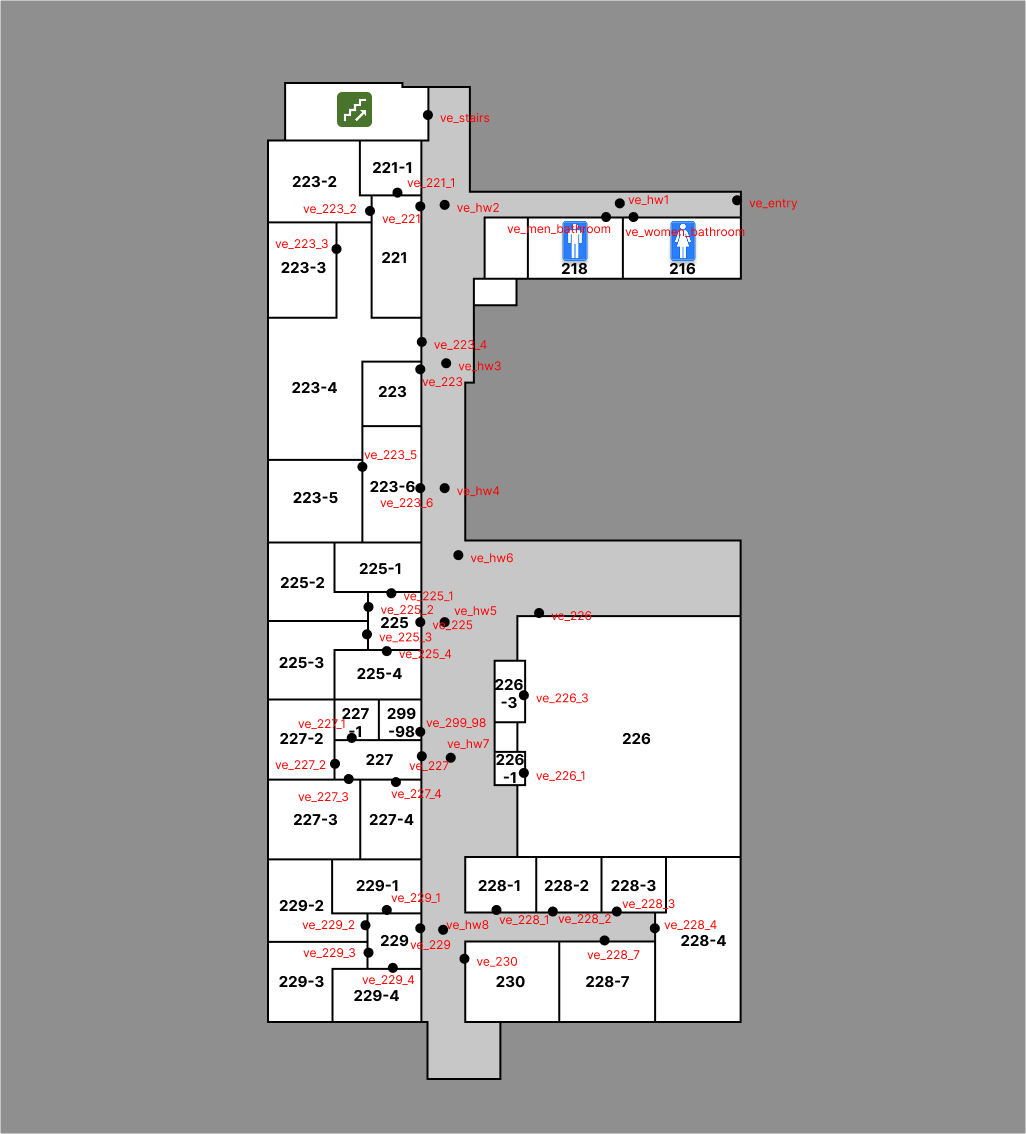 ve_stairs
221-1
223-2
ve_221_1
ve_hw1
ve_entry
ve_223_2
ve_hw2
ve_221
ve_men_bathroom
ve_women_bathroom
ve_223_3
221
223-3
218
216
ve_223_4
ve_hw3
ve_223
223-4
223
ve_223_5
223-6
ve_hw4
223-5
ve_223_6
ve_hw6
225-1
225-2
ve_225_1
ve_225_2
ve_hw5
ve_226
225
ve_225
ve_225_3
ve_225_4
225-3
225-4
226
-3
ve_226_3
227
-1
299
-98
ve_227_1
ve_299_98
227-2
226
ve_hw7
227
ve_227
ve_227_2
226
-1
ve_226_1
ve_227_3
ve_227_4
227-3
227-4
229-1
228-1
228-2
228-3
ve_229_1
229-2
ve_228_3
ve_228_1
ve_228_2
ve_229_2
ve_hw8
ve_228_4
229
ve_229
228-4
ve_229_3
ve_228_7
ve_230
229-3
ve_229_4
230
228-7
229-4